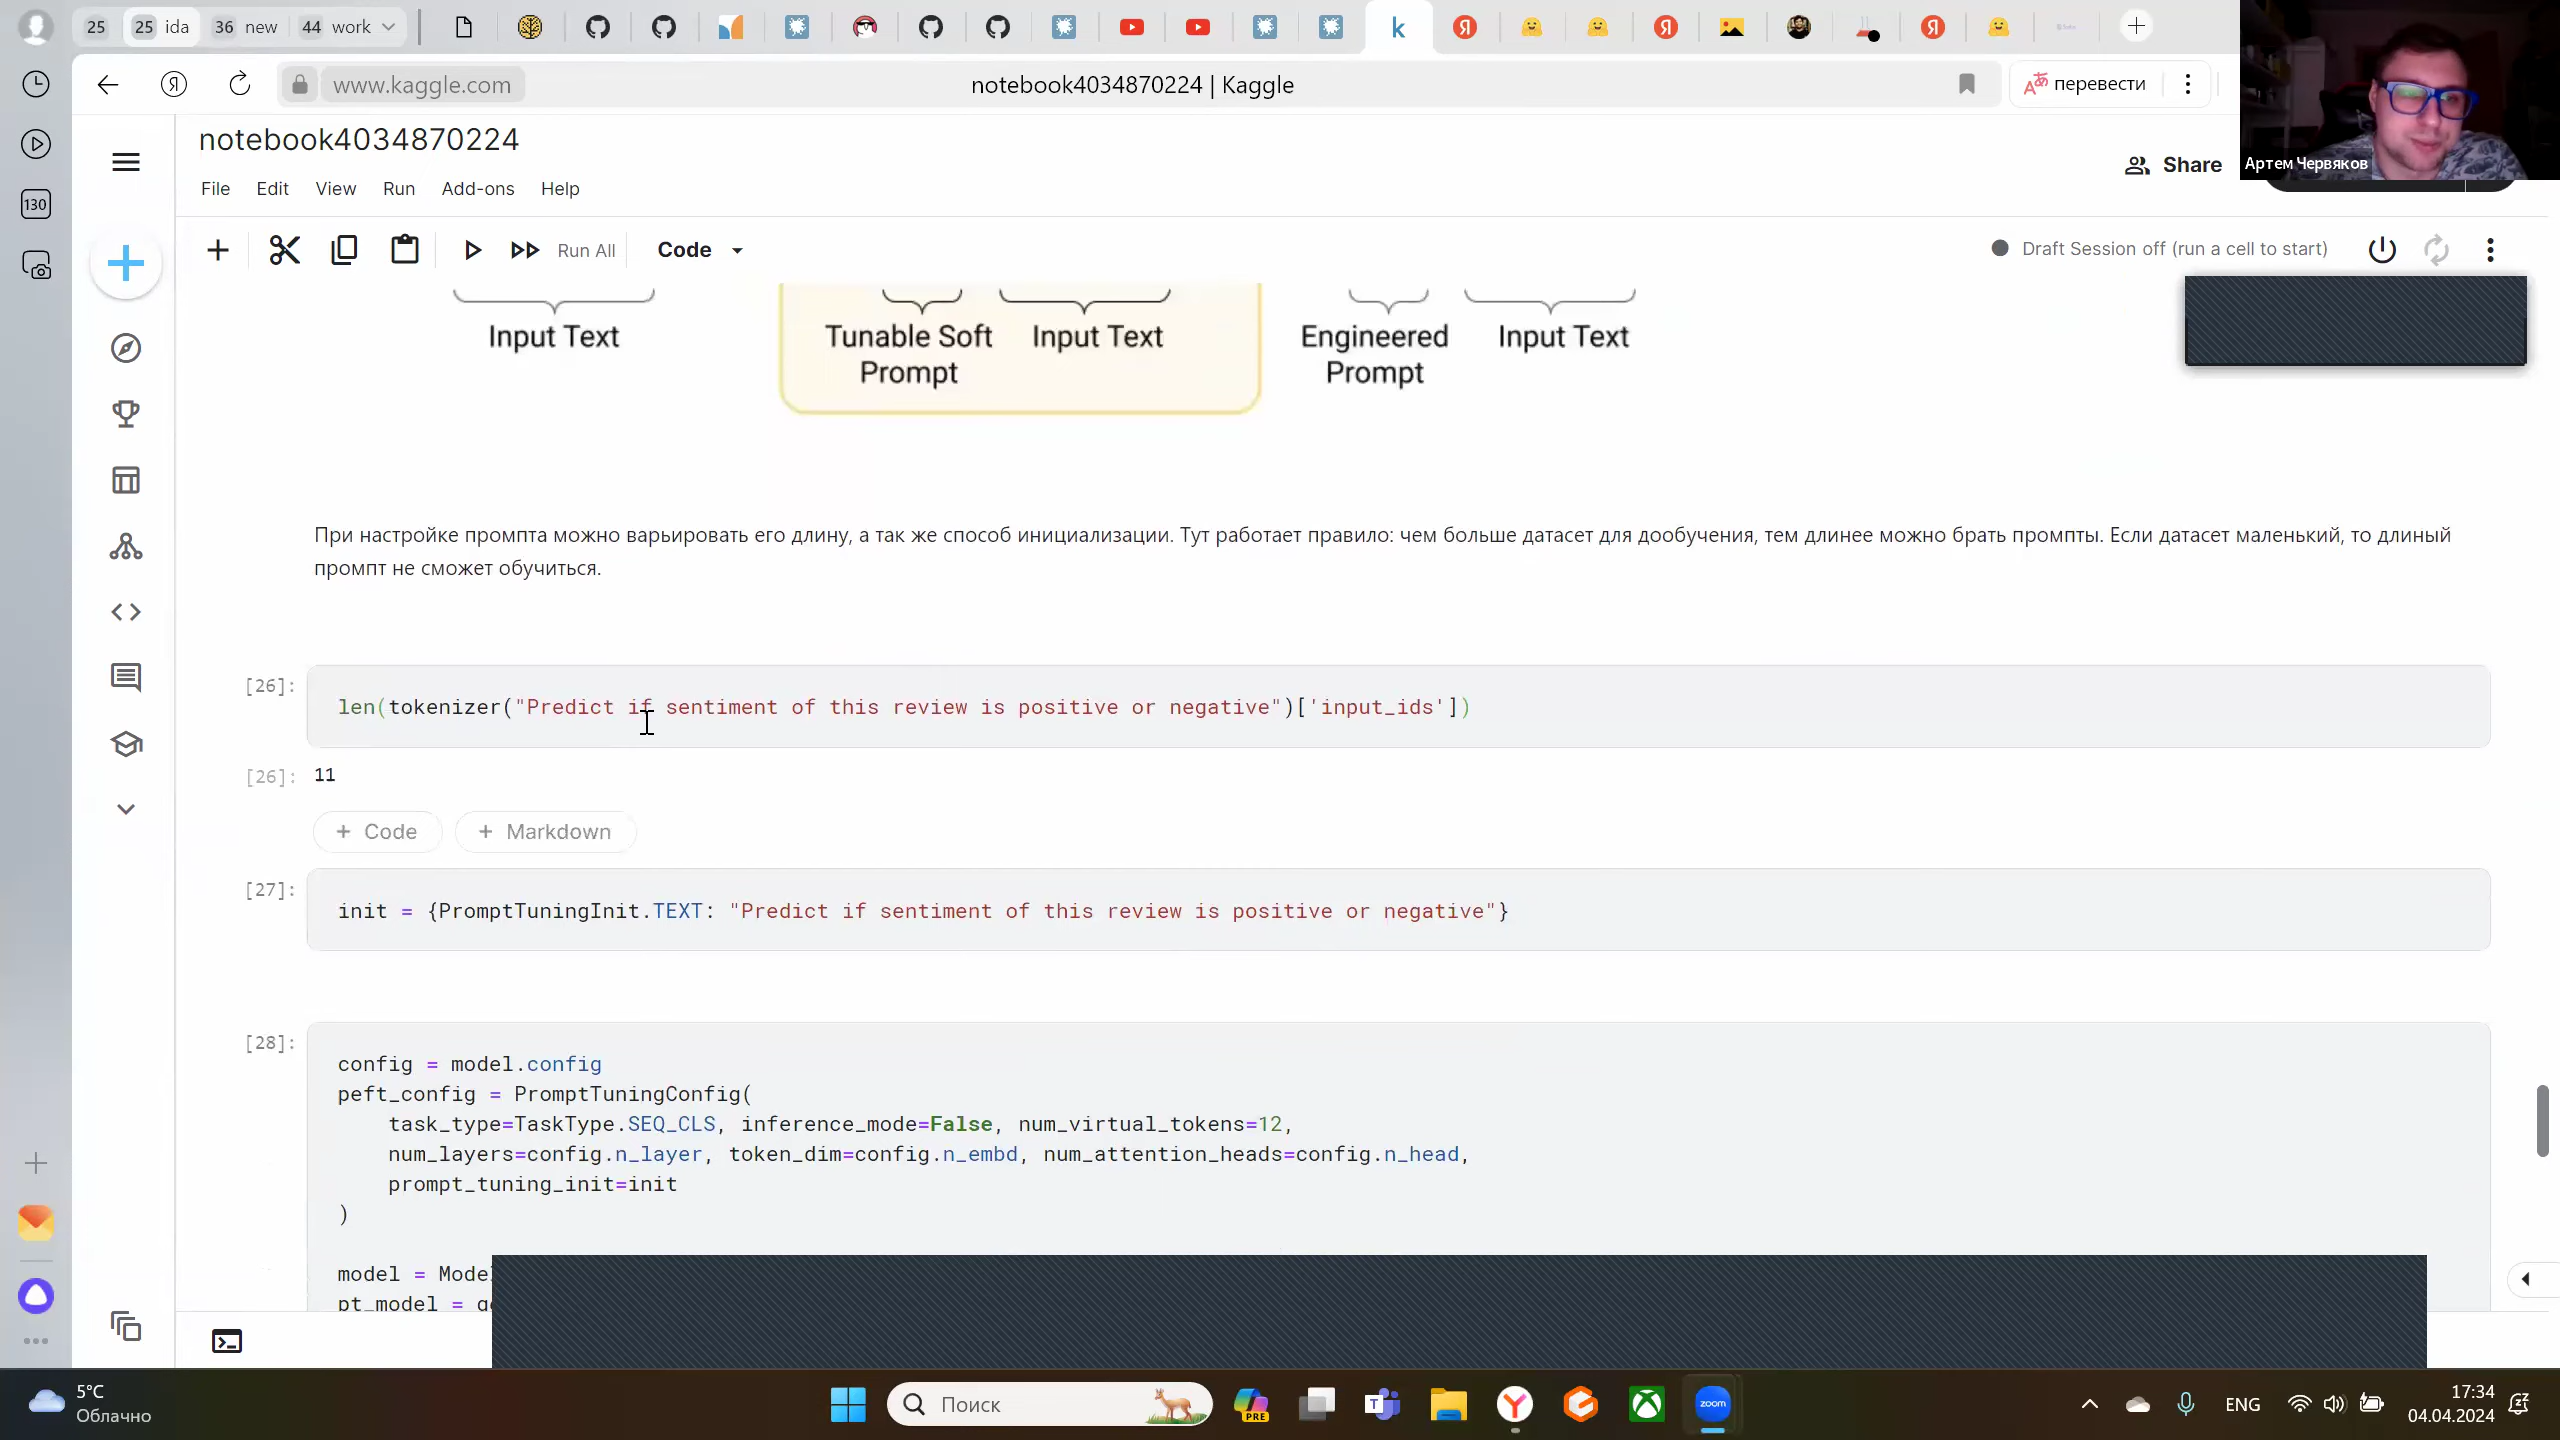 25
25 ida
36 new
44 work
www.kaggle.com
notebook4034870224 | Kaggle
перевести
130
notebook4034870224
File Edit View Run Add-ons Help
Share
Артем Червяков
Run All
Code
Draft Session off (run a cell to start)
Input Text
Tunable Soft Prompt
Input Text
Engineered Prompt
Input Text
При настройке промпта можно варьировать его длину, а так же способ инициализации. Тут работает правило: чем больше датасет для дообучения, тем длинее можно брать промпты. Если датасет маленький, то длиный
промпт не сможет обучиться.
[26]:
len(tokenizer("Predict if sentiment of this review is positive or negative")['input_ids'])
[26]: 11
+ Code + Markdown
[27]:
init = {PromptTuningInit.TEXT: "Predict if sentiment of this review is positive or negative"}
[28]:
config = model.config
peft_config = PromptTuningConfig(
task_type=TaskType.SEQ_CLS, inference_mode=False, num_virtual_tokens=12,
num_layers=config.n_layer, token_dim=config.n_embd, num_attention_heads=config.n_head,
prompt_tuning_init=init
)
model = Mode
pt_model =
5°C
Облачно
Поиск
PRE
zoom
ENG
17:34
04.04.2024